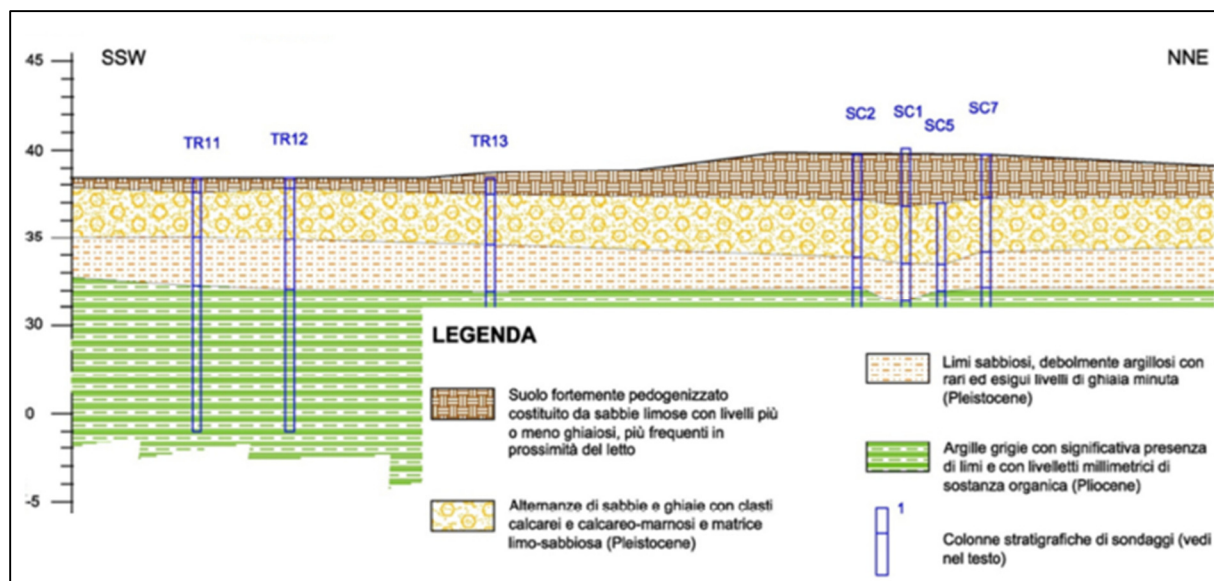 45
SSW
NNE
TR11
TR12
TR13
SC2
SC1
SC5
SC7
40
35
30
0
-5
LEGENDA
Suolo fortemente pedogenizzato
costituito da sabbie limose con livelli più
o meno ghiaiosi, più frequenti in
prossimità del letto
Alternanze di sabbie e ghiaie con clasti
calcarei e calcareo-marnosi e matrice
limo-sabbiosa (Pleistocene)
Limi sabbiosi, debolmente argillosi con
rari ed esigui livelli di ghiaia minuta
(Pleistocene)
Argille grigie con significativa presenza
di limi e con livelletti millimetrici di
sostanza organica (Pliocene)
1
Colonne stratigrafiche di sondaggi (vedi
nel testo)